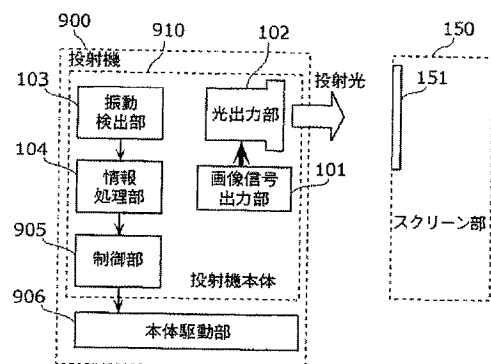 900
910
投射機
102
150
103
振動
検出部
光出力部
投射光
151
104
情報
処理部
画像信号
出力部
101
905
制御部
投射機本体
スクリーン部
906
本体駆動部